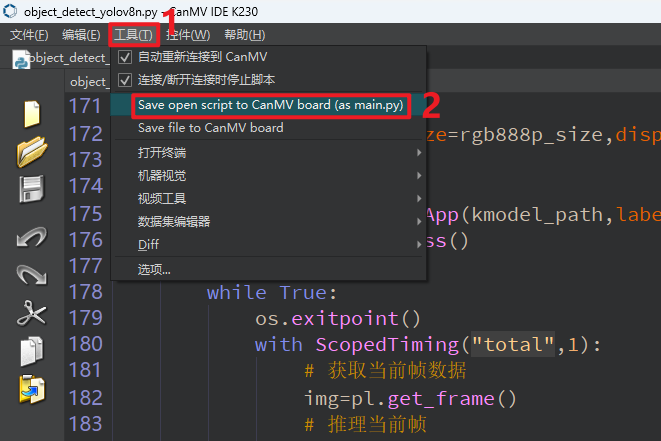 object_detect_yolov8n.py - CanMV IDE K230
1
文件(F) 编辑(E) 工具(T) 控件(W) 帮助(H)
object_detect_
自动重新连接到 CanMV
object_
连接/断开连接时停止脚本
171
Save open script to CanMV board (as main.py)
2
172 ze=rgb888p_size,disp
Save file to CanMV board
173
打开终端
174
机器视觉
175 App(kmodel_path,labe
视频工具
176 ss()
数据集编辑器
177
Diff
选项...
178 while True:
179 os.exitpoint()
180 with ScopedTiming("total",1):
181 # 获取当前帧数据
182 img=pl.get_frame()
183 # 推理当前帧